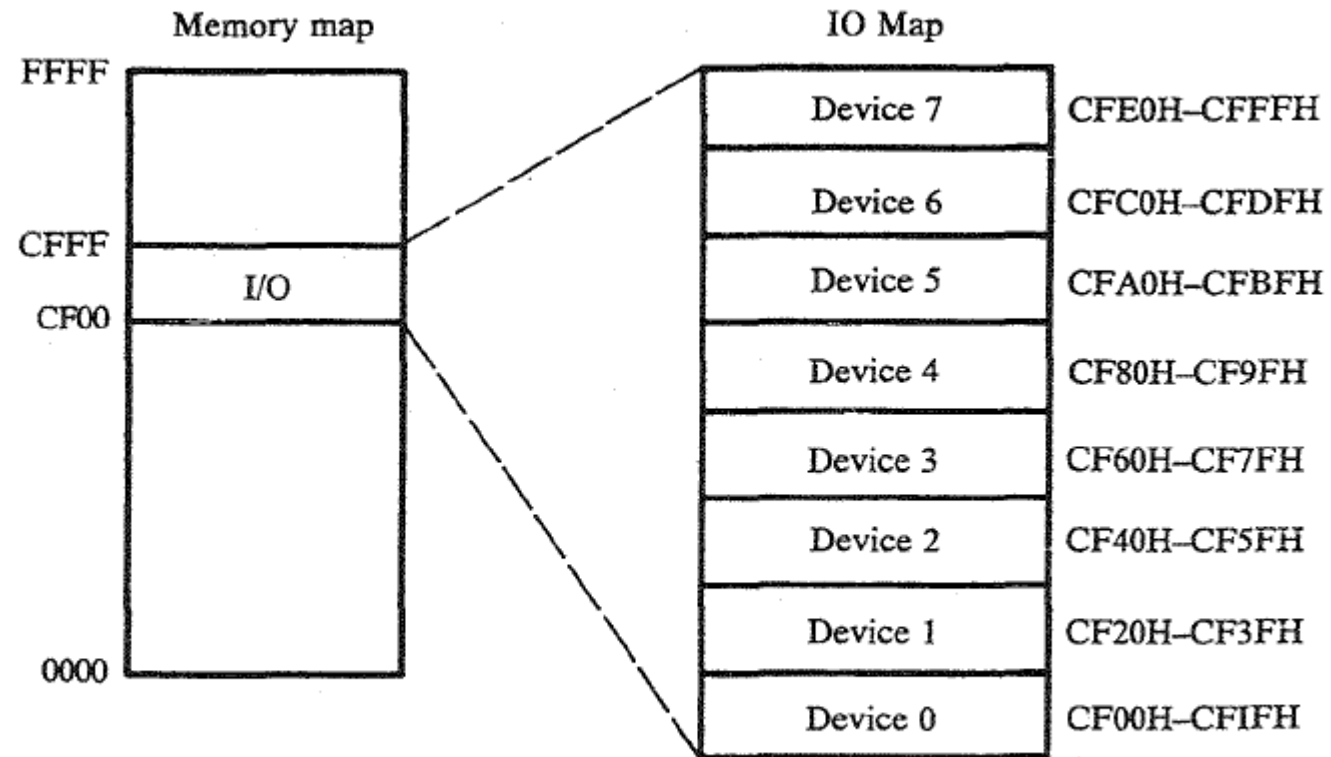 Memory map
FFFF
CFFF
I/O
CF00
0000
IO Map
Device 7 CFE0H–CFFFH
Device 6 CFC0H–CFDFH
Device 5 CFA0H–CFBFH
Device 4 CF80H–CF9FH
Device 3 CF60H–CF7FH
Device 2 CF40H–CF5FH
Device 1 CF20H–CF3FH
Device 0 CF00H–CFIFH